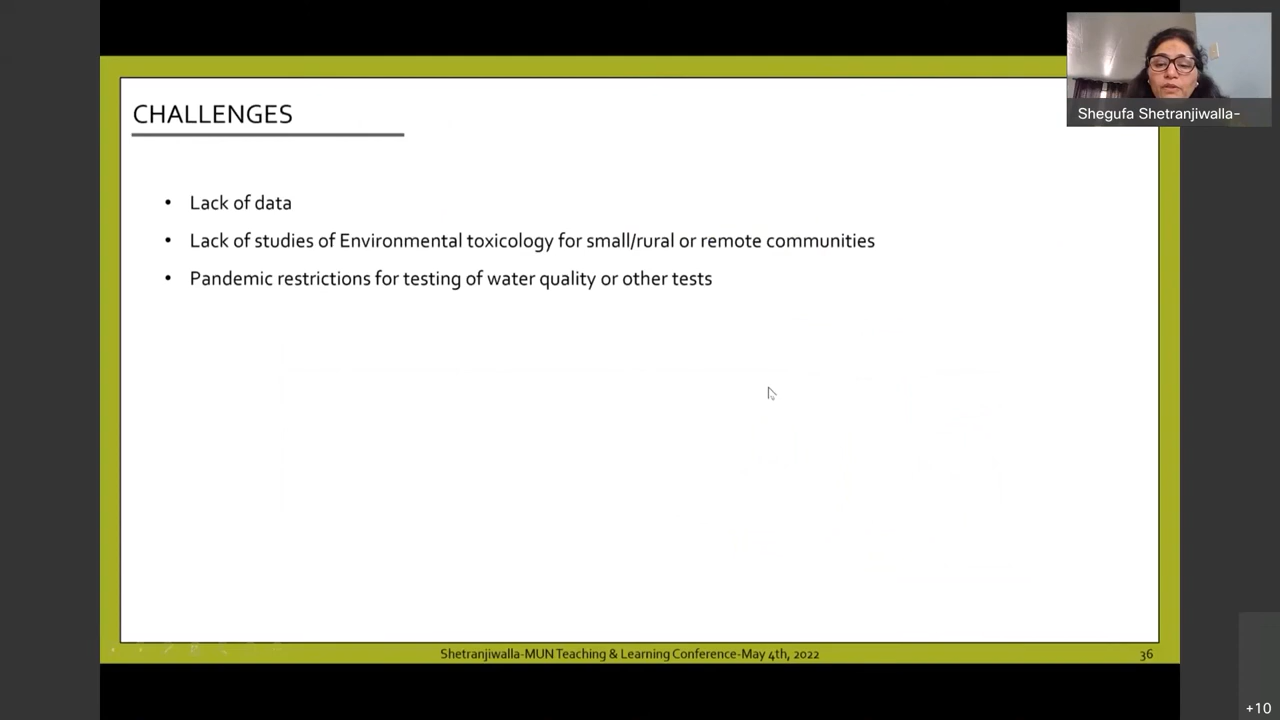 CHALLENGES
Shegufa Shetranjiwalla-
• Lack of data
• Lack of studies of Environmental toxicology for small/rural or remote communities
• Pandemic restrictions for testing of water quality or other tests
Shetranjiwalla-MUN Teaching & Learning Conference-May 4th, 2022
36
+10